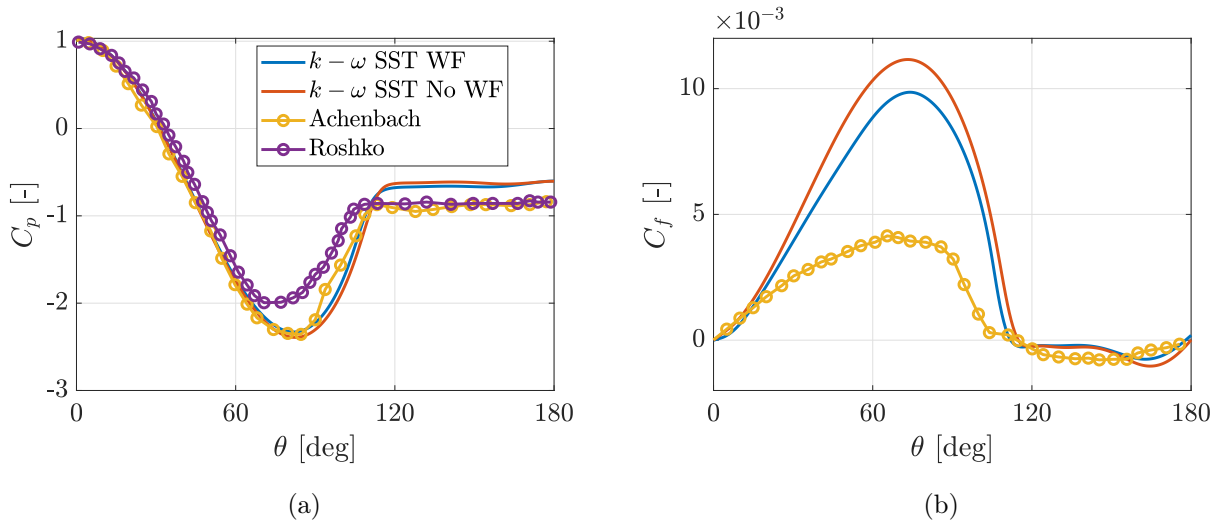 1
0
-1
-2
-3
C_p [-]
k − ω SST WF
k − ω SST No WF
Achenbach
Roshko
0
60
120
180
θ [deg]
(a)
×10^{-3}
10
5
0
C_f [-]
0
60
120
180
θ [deg]
(b)